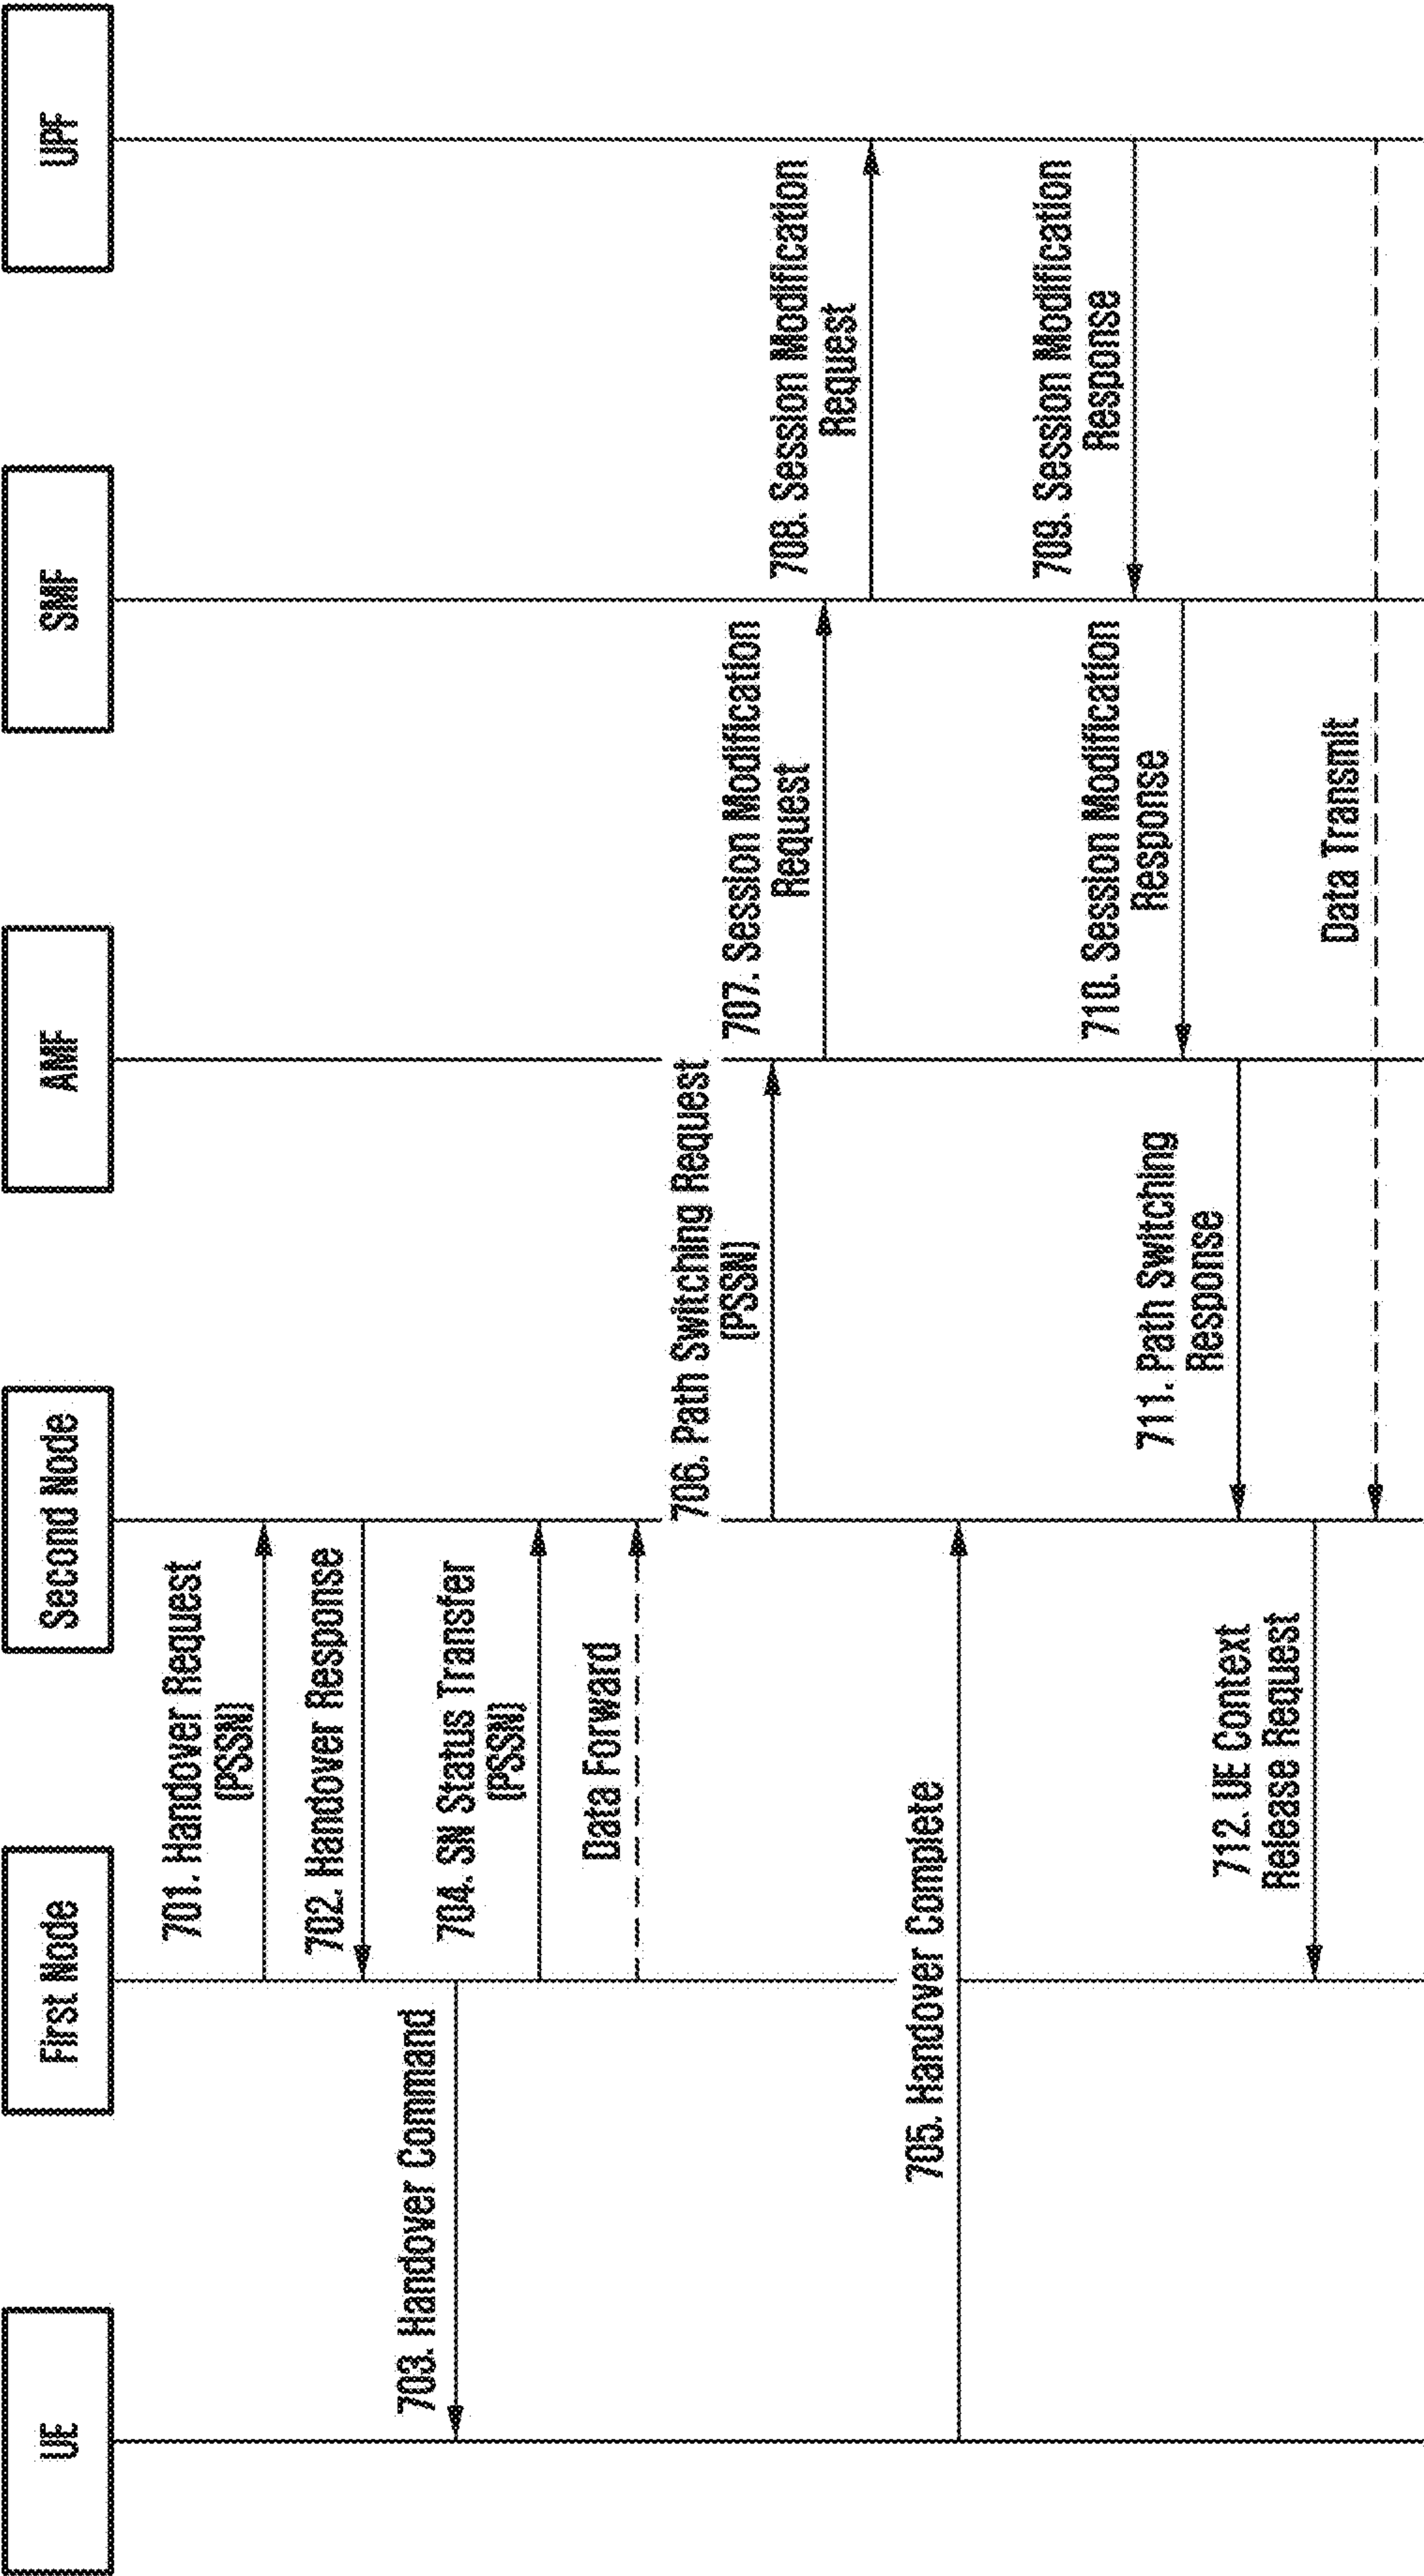 UE
First Node
Second Node
AMF
SMF
UPF
701. Handover Request
(PSSN)
702. Handover Response
703. Handover Command
704. SN Status Transfer
(PSSN)
Data Forward
706. Path Switching Request
(PSSN)
707. Session Modification
Request
708. Session Modification
Request
705. Handover Complete
709. Session Modification
Response
710. Session Modification
Response
711. Path Switching
Response
712. UE Context
Release Request
Data Transmit